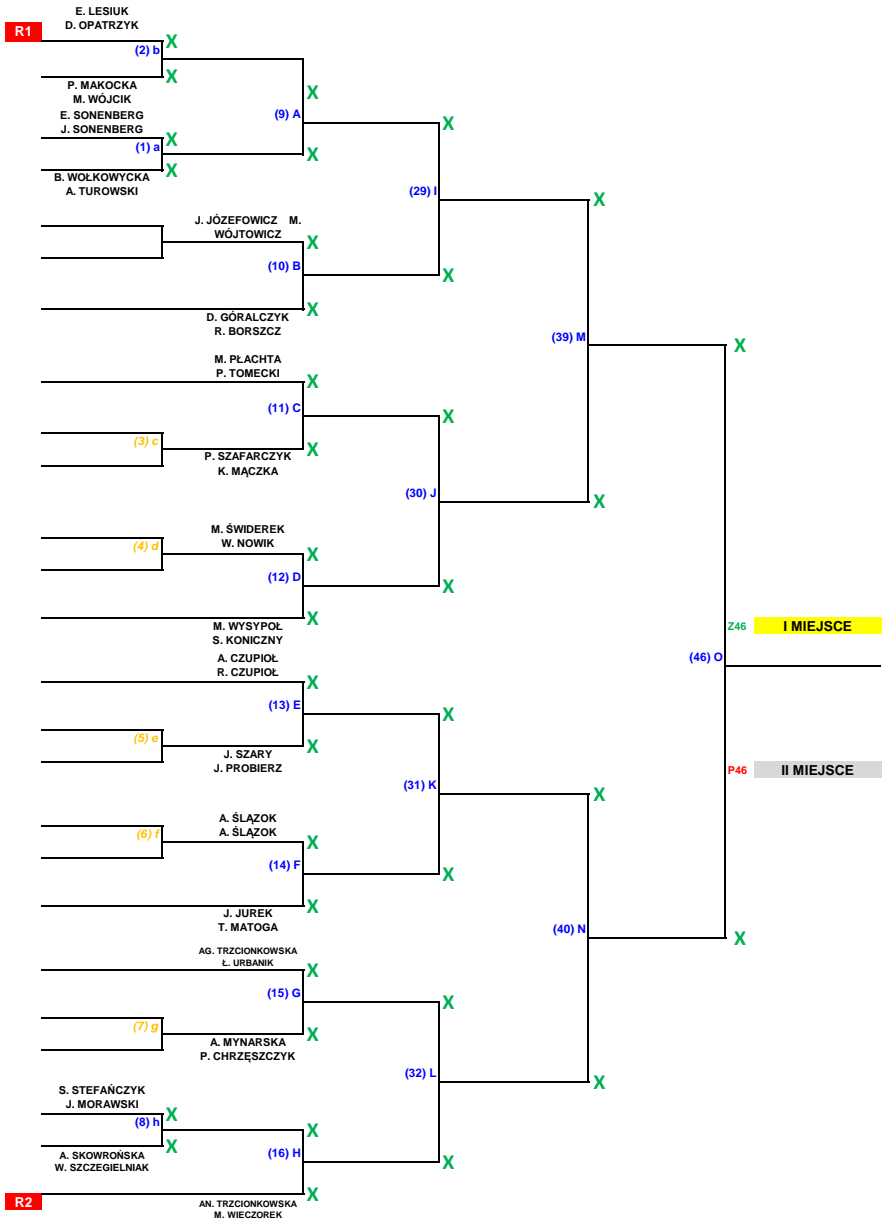 E. LESIUK
D. OPATRZYK
R1
X
(2) b
X
P. MAKOCKA
M. WÓJCIK
X
E. SONENBERG
J. SONENBERG
(9) A
X
X
(1) a
X
X
B. WOŁKOWYCKA
A. TUROWSKI
(29) I
X
J. JÓZEFOWICZ M.
WÓJTOWICZ
X
(10) B
X
X
D. GÓRALCZYK
R. BORSZCZ
(39) M
X
M. PŁACHTA
P. TOMECKI
X
(11) C
X
(3) c
X
P. SZAFARCZYK
K. MĄCZKA
(30) J
X
M. ŚWIDEREK
W. NOWIK
(4) d
X
(12) D
X
X
M. WYSYPOŁ
S. KONICZNY
Z46
I MIEJSCE
(46) O
A. CZUPIOŁ
R. CZUPIOŁ
X
(13) E
X
(5) e
X
J. SZARY
J. PROBIERZ
P46
II MIEJSCE
(31) K
X
A. ŚLĄZOK
A. ŚLĄZOK
(6) f
X
(14) F
X
X
J. JUREK
T. MATOGA
(40) N
X
AG. TRZCIONKOWSKA
Ł. URBANIK
X
(15) G
X
(7) g
X
A. MYNARSKA
P. CHRZĘSZCZYK
(32) L
X
S. STEFAŃCZYK
J. MORAWSKI
X
(8) h
X
X
A. SKOWROŃSKA
W. SZCZEGIELNIAK
(16) H
X
X
R2
AN. TRZCIONKOWSKA
M. WIECZOREK